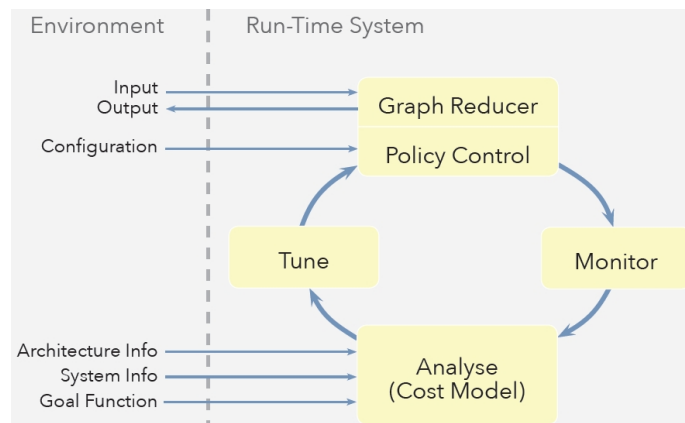 Environment
Run-Time System
Input
Output
Graph Reducer
Configuration
Policy Control
Tune
Monitor
Architecture Info
System Info
Goal Function
Analyse
(Cost Model)